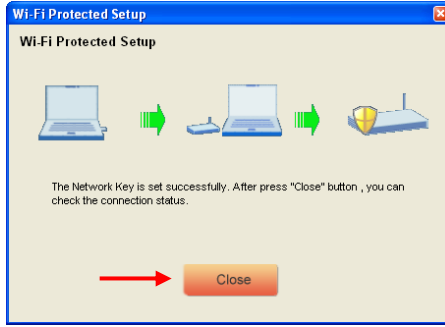 Wi-Fi Protected Setup
Wi-Fi Protected Setup
The Network Key is set successfully. After press "Close" button , you can
check the connection status.
Close